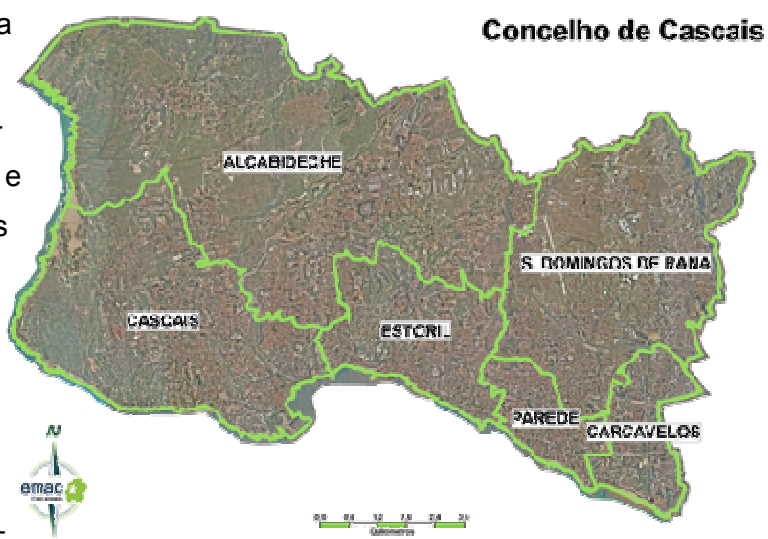 a
Concelho de Cascais
-
e
s
ALCABIDECHE
S. DOMINGOS DE RANA
CASCAIS
ESTORIL
PAREDE
CARCAVELOS
N
emac
-